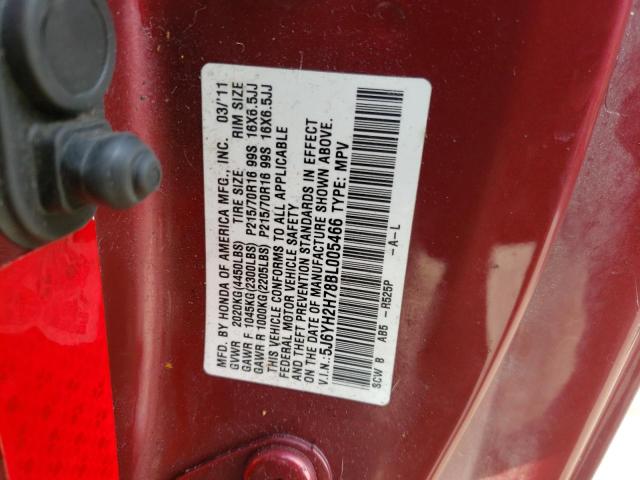 MFD. BY HONDA OF AMERICA MFG., INC. 03/'11
GVWR 2020KG(4450LBS) TIRE SIZE RIM SIZE
GAWR F 1045KG(2300LBS) P215/70R16 99S 16X6.5JJ
GAWR R 1000KG(2205LBS) P215/70R16 99S 16X6.5JJ
THIS VEHICLE CONFORMS TO ALL APPLICABLE
FEDERAL MOTOR VEHICLE SAFETY
AND THEFT PREVENTION STANDARDS IN EFFECT
ON THE DATE OF MANUFACTURE SHOWN ABOVE.
V.I.N.:5J6YH2H78BL005466 TYPE: MPV
SCW B AB5 -R525P -A-L